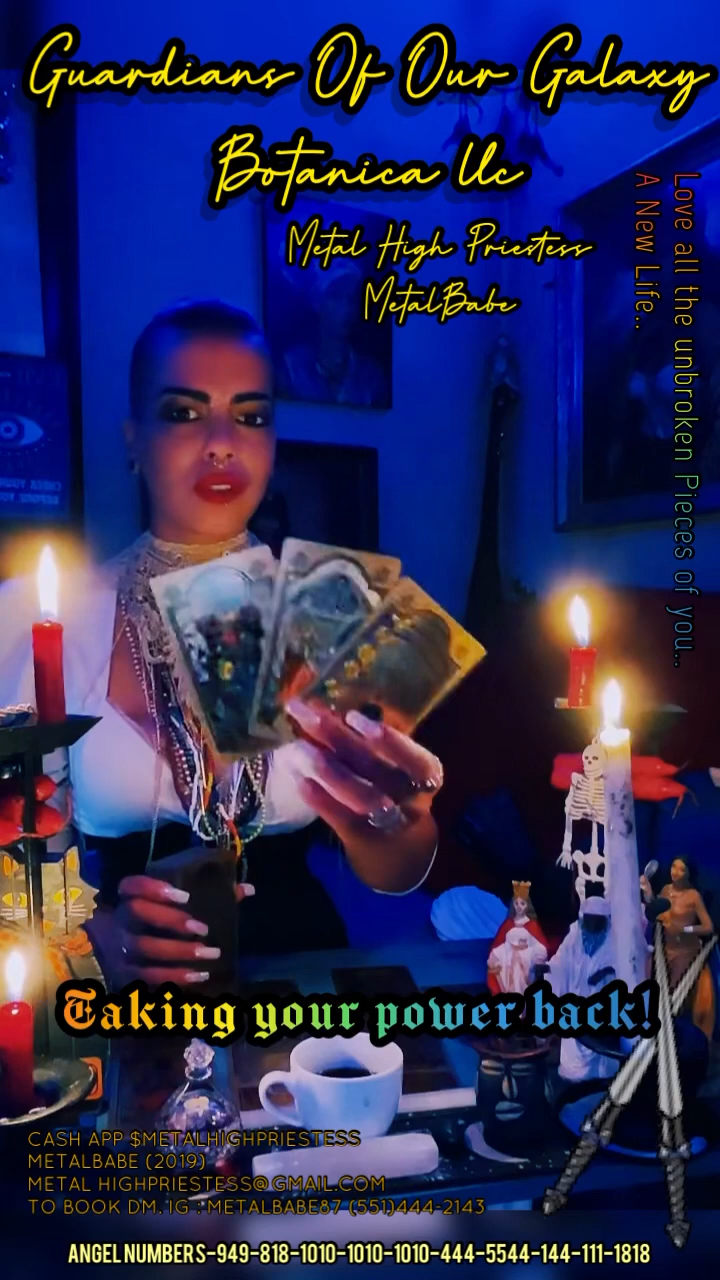 Guardians Of Our Galaxy
Botanica llc
Metal High Priestess
MetalBabe
Love all the unbroken Pieces of you..
A New Life..
Taking your power back!
CASH APP $METALHIGHPRIESTESS
METALBABE (2019)
METAL HIGHPRIESTESS@GMAIL.COM
TO BOOK DM. IG : METALBABE87 (551)444-2143
ANGEL NUMBERS-949-818-1010-1010-1010-444-5544-144-111-1818